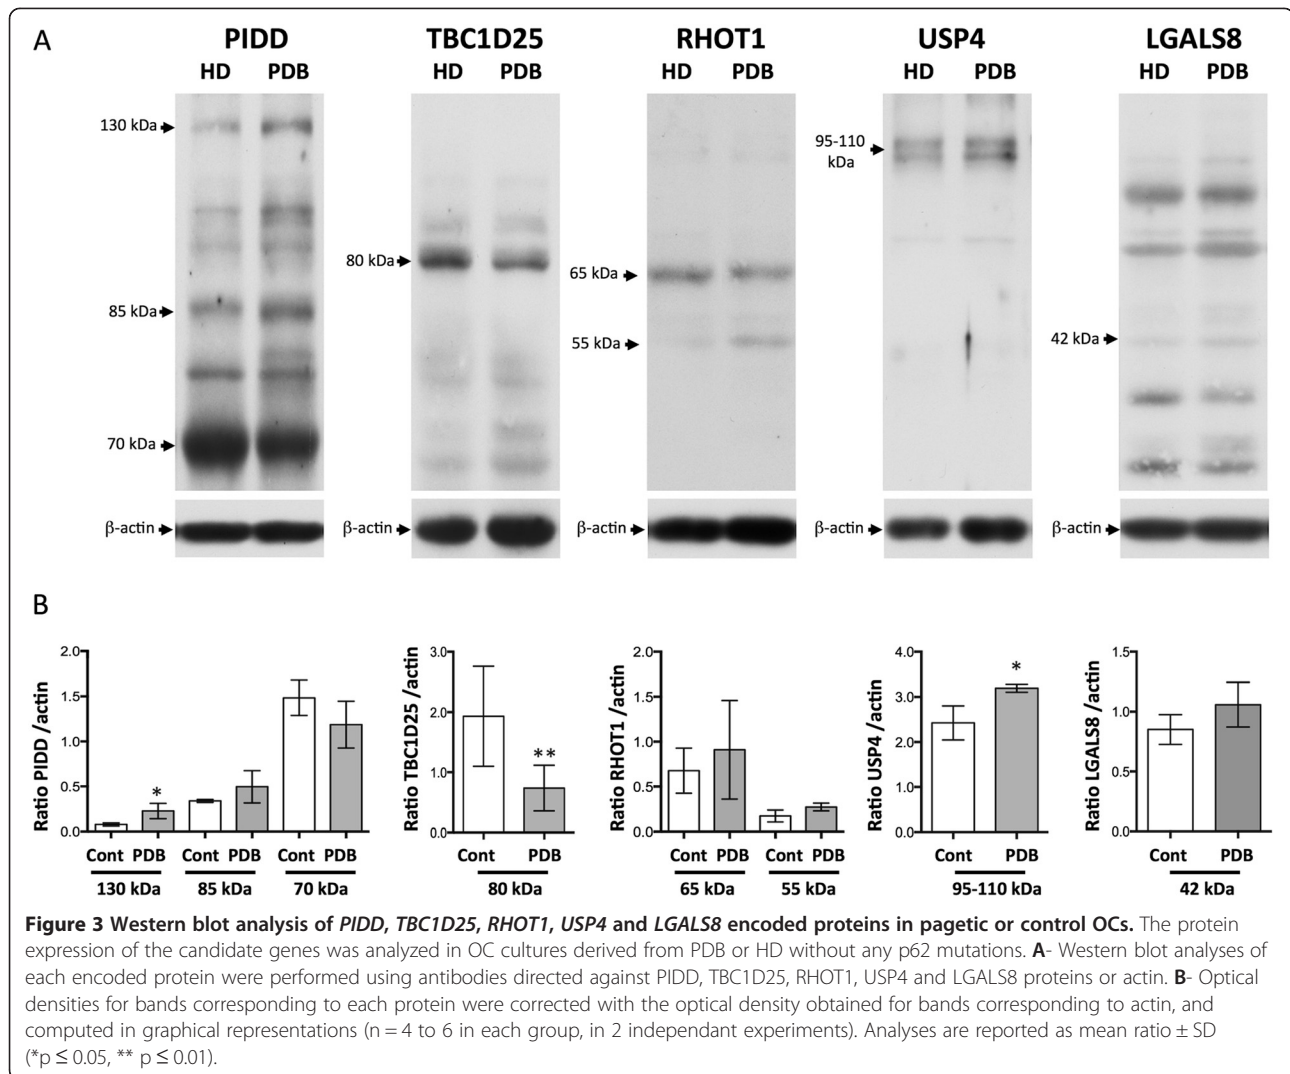 A
PIDD
HD PDB
130 kDa
85 kDa
70 kDa
β-actin
TBC1D25
HD PDB
80 kDa
β-actin
RHOT1
HD PDB
65 kDa
55 kDa
β-actin
USP4
HD PDB
95-110
kDa
β-actin
LGALS8
HD PDB
42 kDa
β-actin
B
Ratio PIDD /actin
2.0
1.5
1.0
0.5
0.0
*
Cont PDB Cont PDB Cont PDB
130 kDa 85 kDa 70 kDa
Ratio TBC1D25 /actin
3.0
2.0
1.0
0.0
**
Cont PDB
80 kDa
Ratio RHOT1 /actin
2.0
1.5
1.0
0.5
0.0
Cont PDB Cont PDB
65 kDa 55 kDa
Ratio USP4 /actin
4.0
3.0
2.0
1.0
0.0
*
Cont PDB
95-110 kDa
Ratio LGALS8 /actin
1.5
1.0
0.5
0.0
Cont PDB
42 kDa
Figure 3 Western blot analysis of PIDD, TBC1D25, RHOT1, USP4 and LGALS8 encoded proteins in pagetic or control OCs. The protein
expression of the candidate genes was analyzed in OC cultures derived from PDB or HD without any p62 mutations. A- Western blot analyses of
each encoded protein were performed using antibodies directed against PIDD, TBC1D25, RHOT1, USP4 and LGALS8 proteins or actin. B- Optical
densities for bands corresponding to each protein were corrected with the optical density obtained for bands corresponding to actin, and
computed in graphical representations (n = 4 to 6 in each group, in 2 independant experiments). Analyses are reported as mean ratio ± SD
(*p ≤ 0.05, ** p ≤ 0.01).